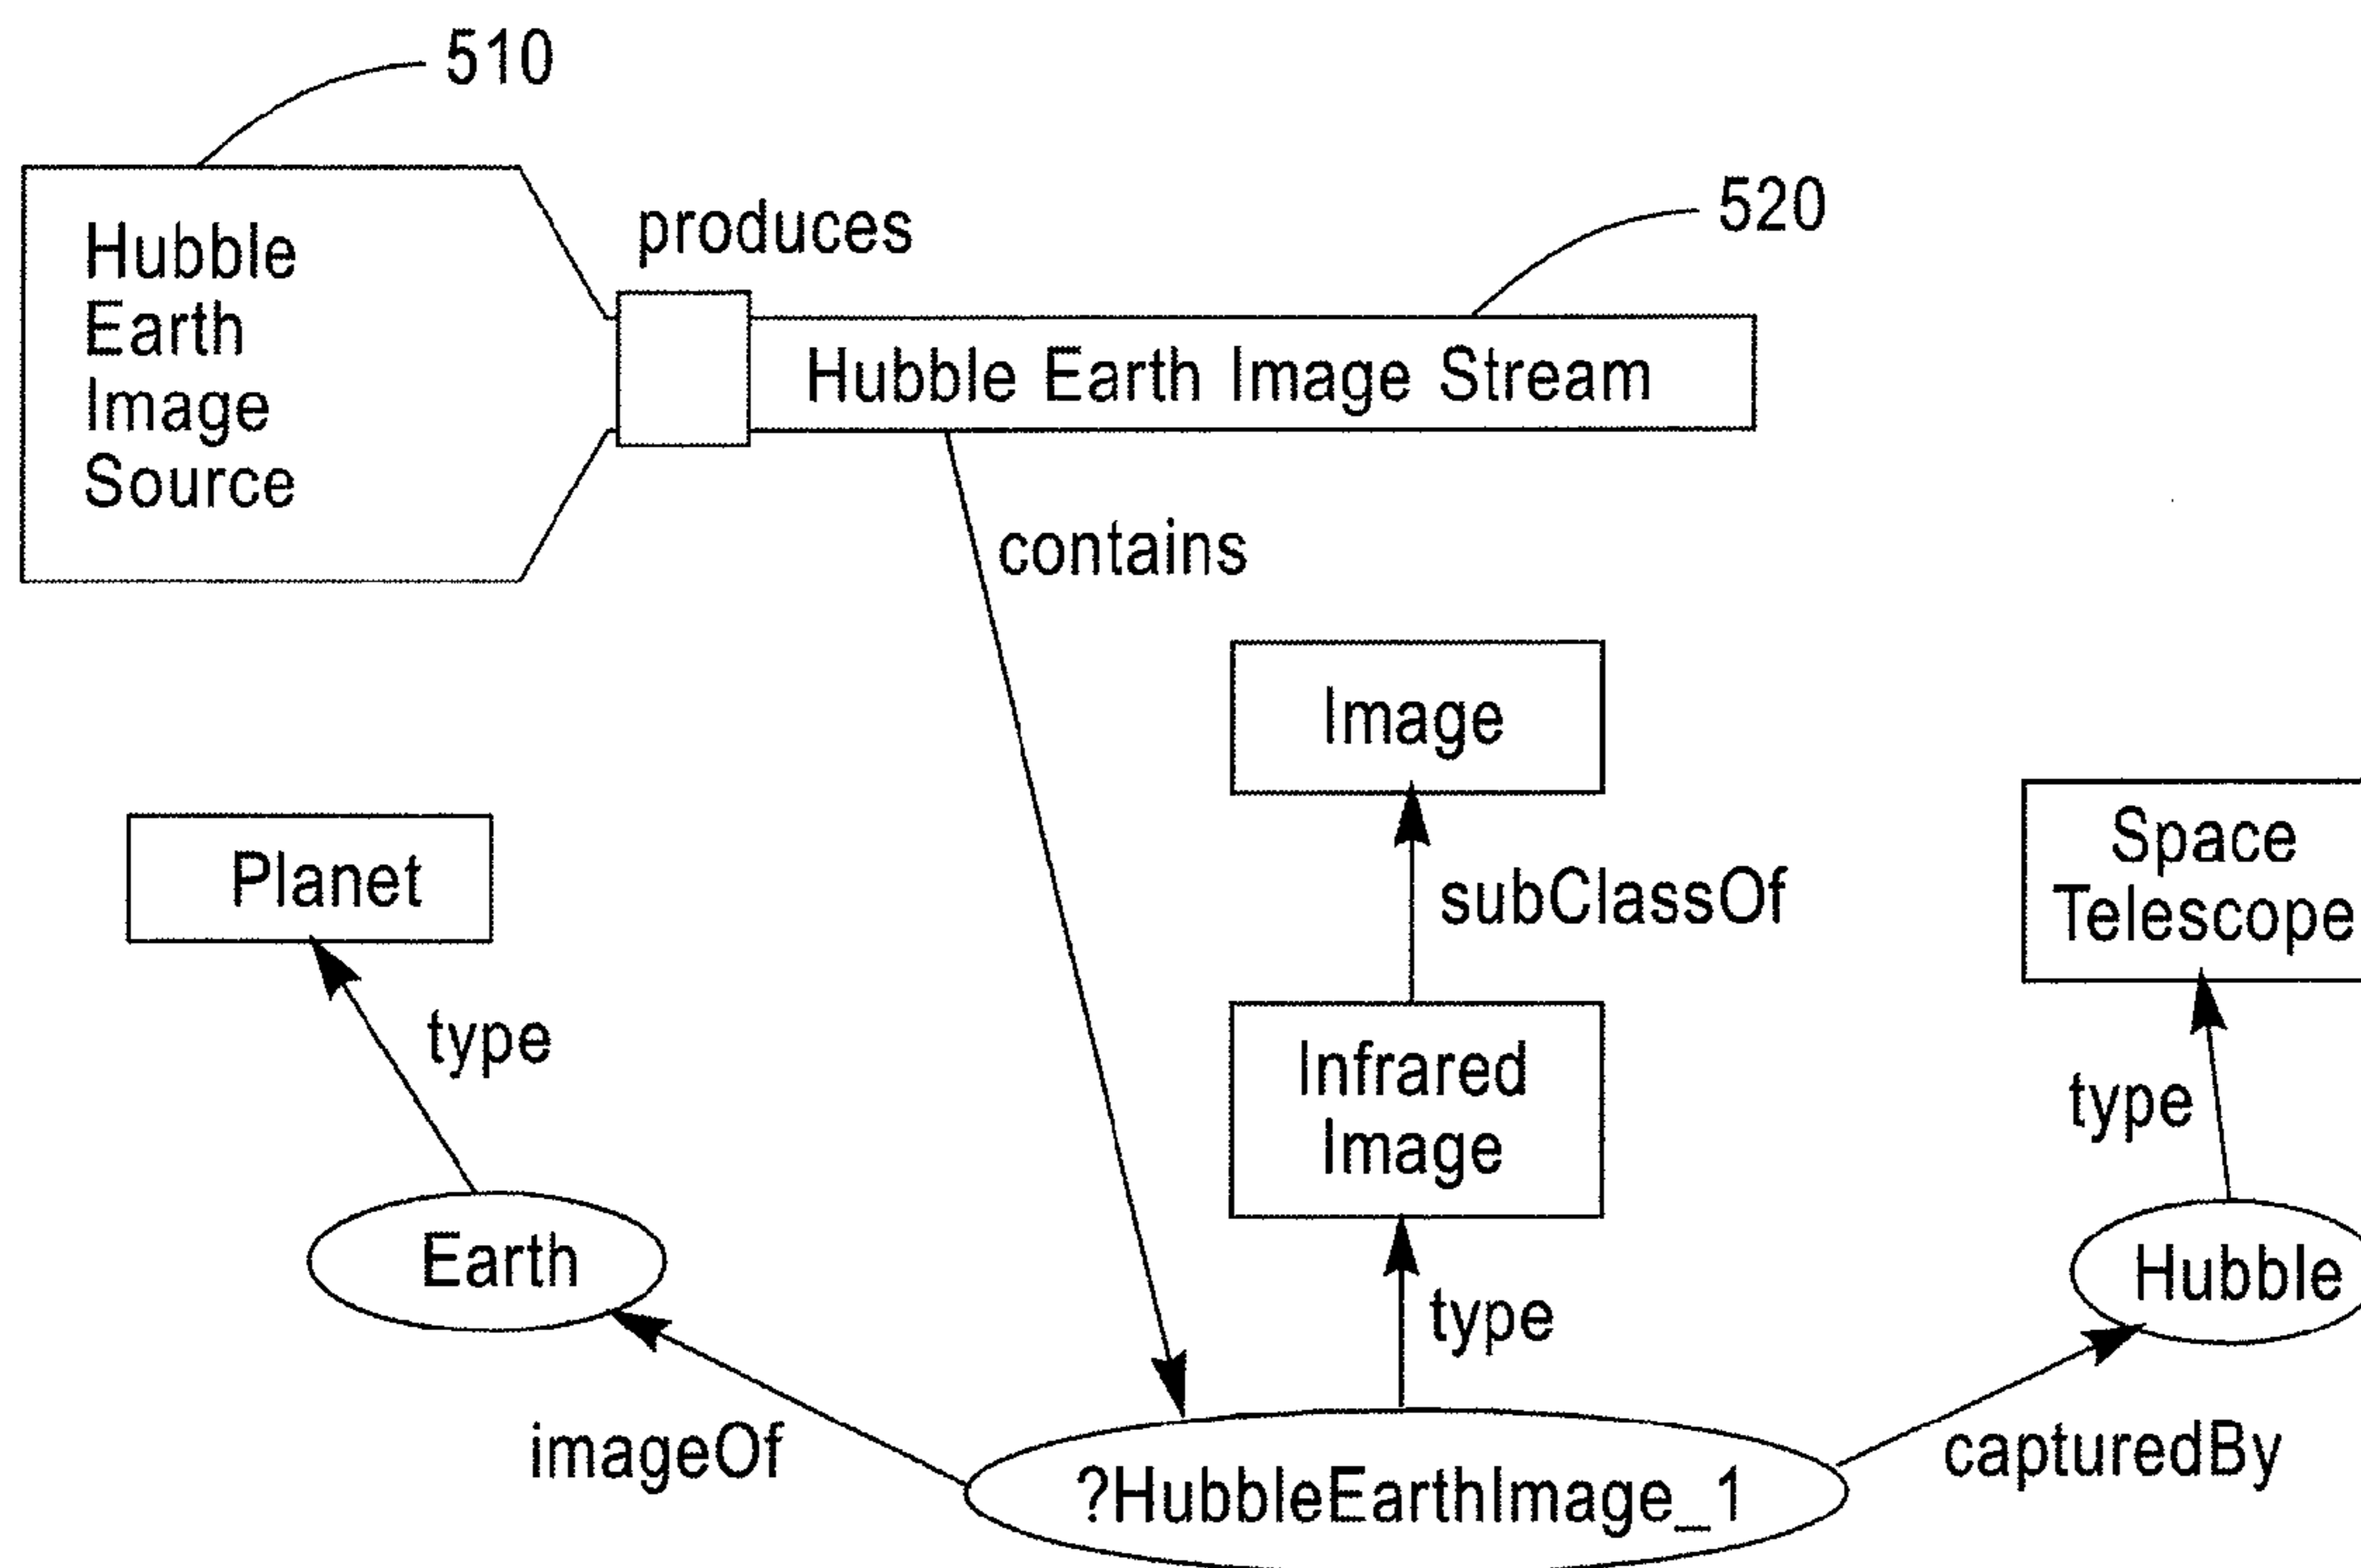 510
Hubble
Earth
Image
Source
produces
520
Hubble Earth Image Stream
contains
Image
subClassOf
Planet
Space
Telescope
type
Infrared
Image
type
Earth
Hubble
type
imageOf
capturedBy
?HubbleEarthImage_1